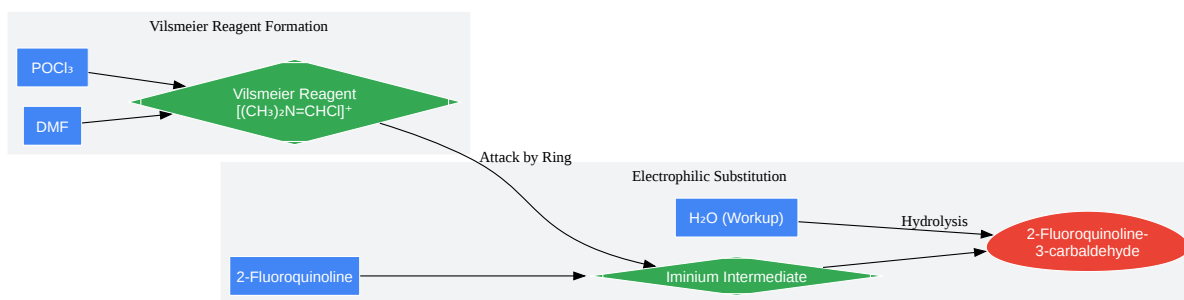 Vilsmeier Reagent Formation
POCl₃
Vilsmeier Reagent
[(CH₃)₂N=CHCl]⁺
DMF
Attack by Ring
Electrophilic Substitution
H₂O (Workup)
Hydrolysis
2-Fluoroquinoline-
3-carbaldehyde
2-Fluoroquinoline
Iminium Intermediate